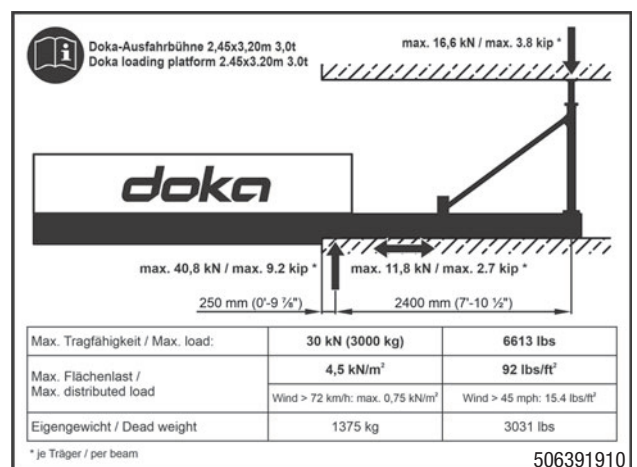 Doka-Ausfahrbühne 2,45x3,20m 3,0t
Doka loading platform 2.45x3.20m 3.0t
max. 16,6 kN / max. 3.8 kip *
doka
max. 40,8 kN / max. 9.2 kip *
max. 11,8 kN / max. 2.7 kip *
250 mm (0'-9 ⅞")
2400 mm (7'-10 ½")
Max. Tragfähigkeit / Max. load:
30 kN (3000 kg)
6613 lbs
Max. Flächenlast /
Max. distributed load
4,5 kN/m²
92 lbs/ft²
Wind > 72 km/h: max. 0,75 kN/m²
Wind > 45 mph: 15.4 lbs/ft²
Eigengewicht / Dead weight
1375 kg
3031 lbs
* je Träger / per beam
506391910